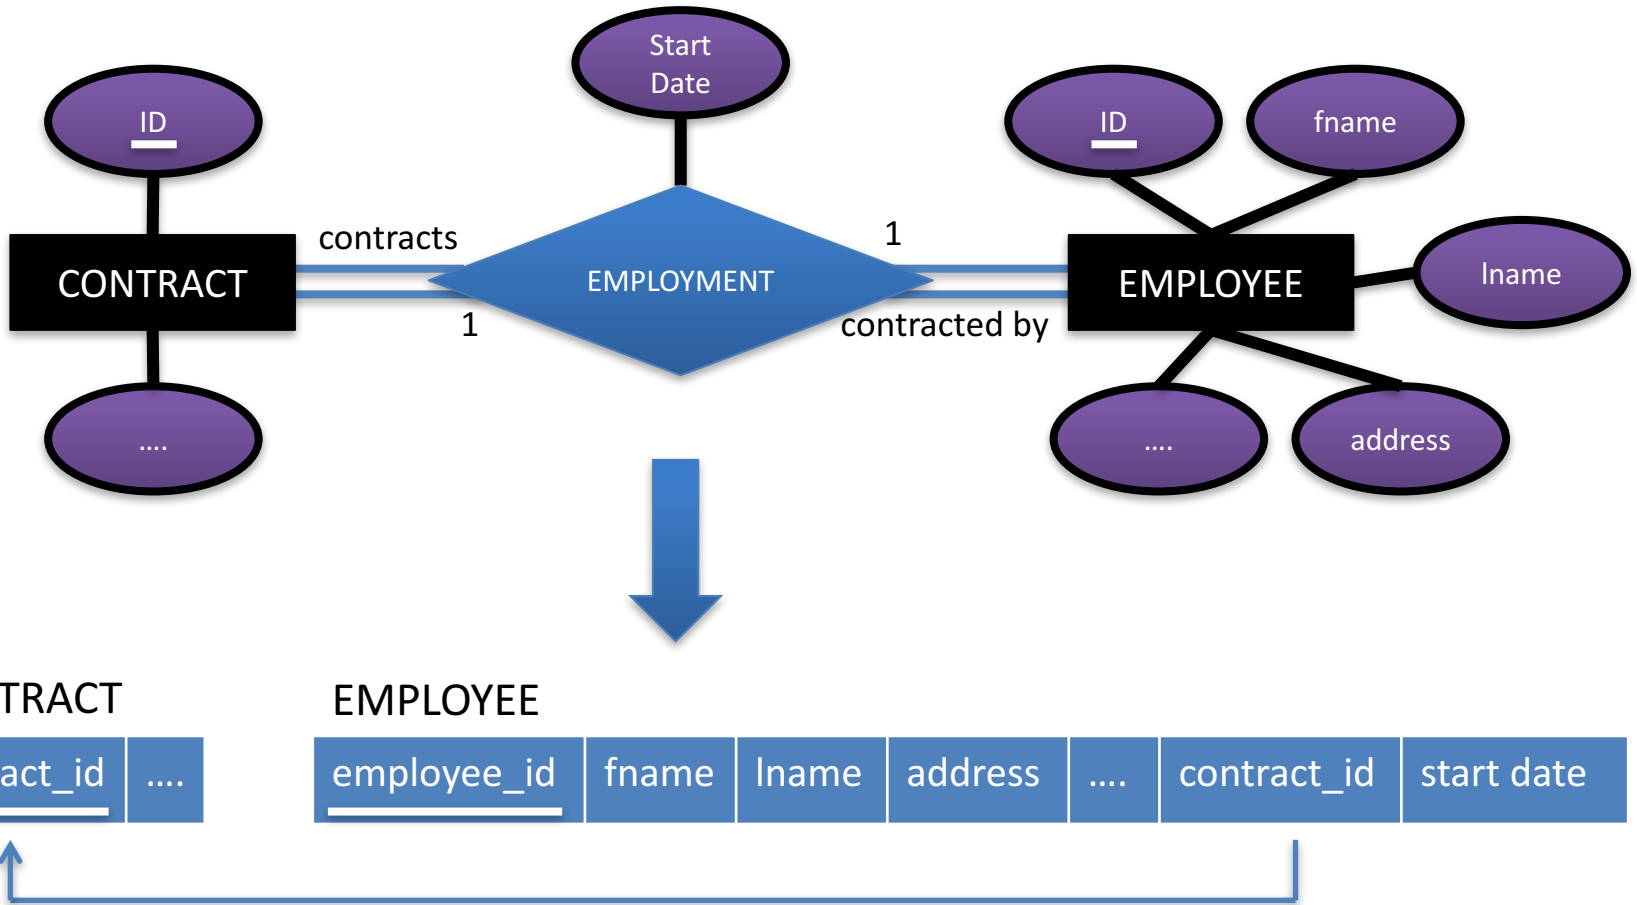 Start
Date
ID
ID
fname
contracts
1
CONTRACT
EMPLOYMENT
EMPLOYEE
lname
1
contracted by
....
....
address
TRACT
EMPLOYEE
act_id
....
employee_id
fname
lname
address
....
contract_id
start date